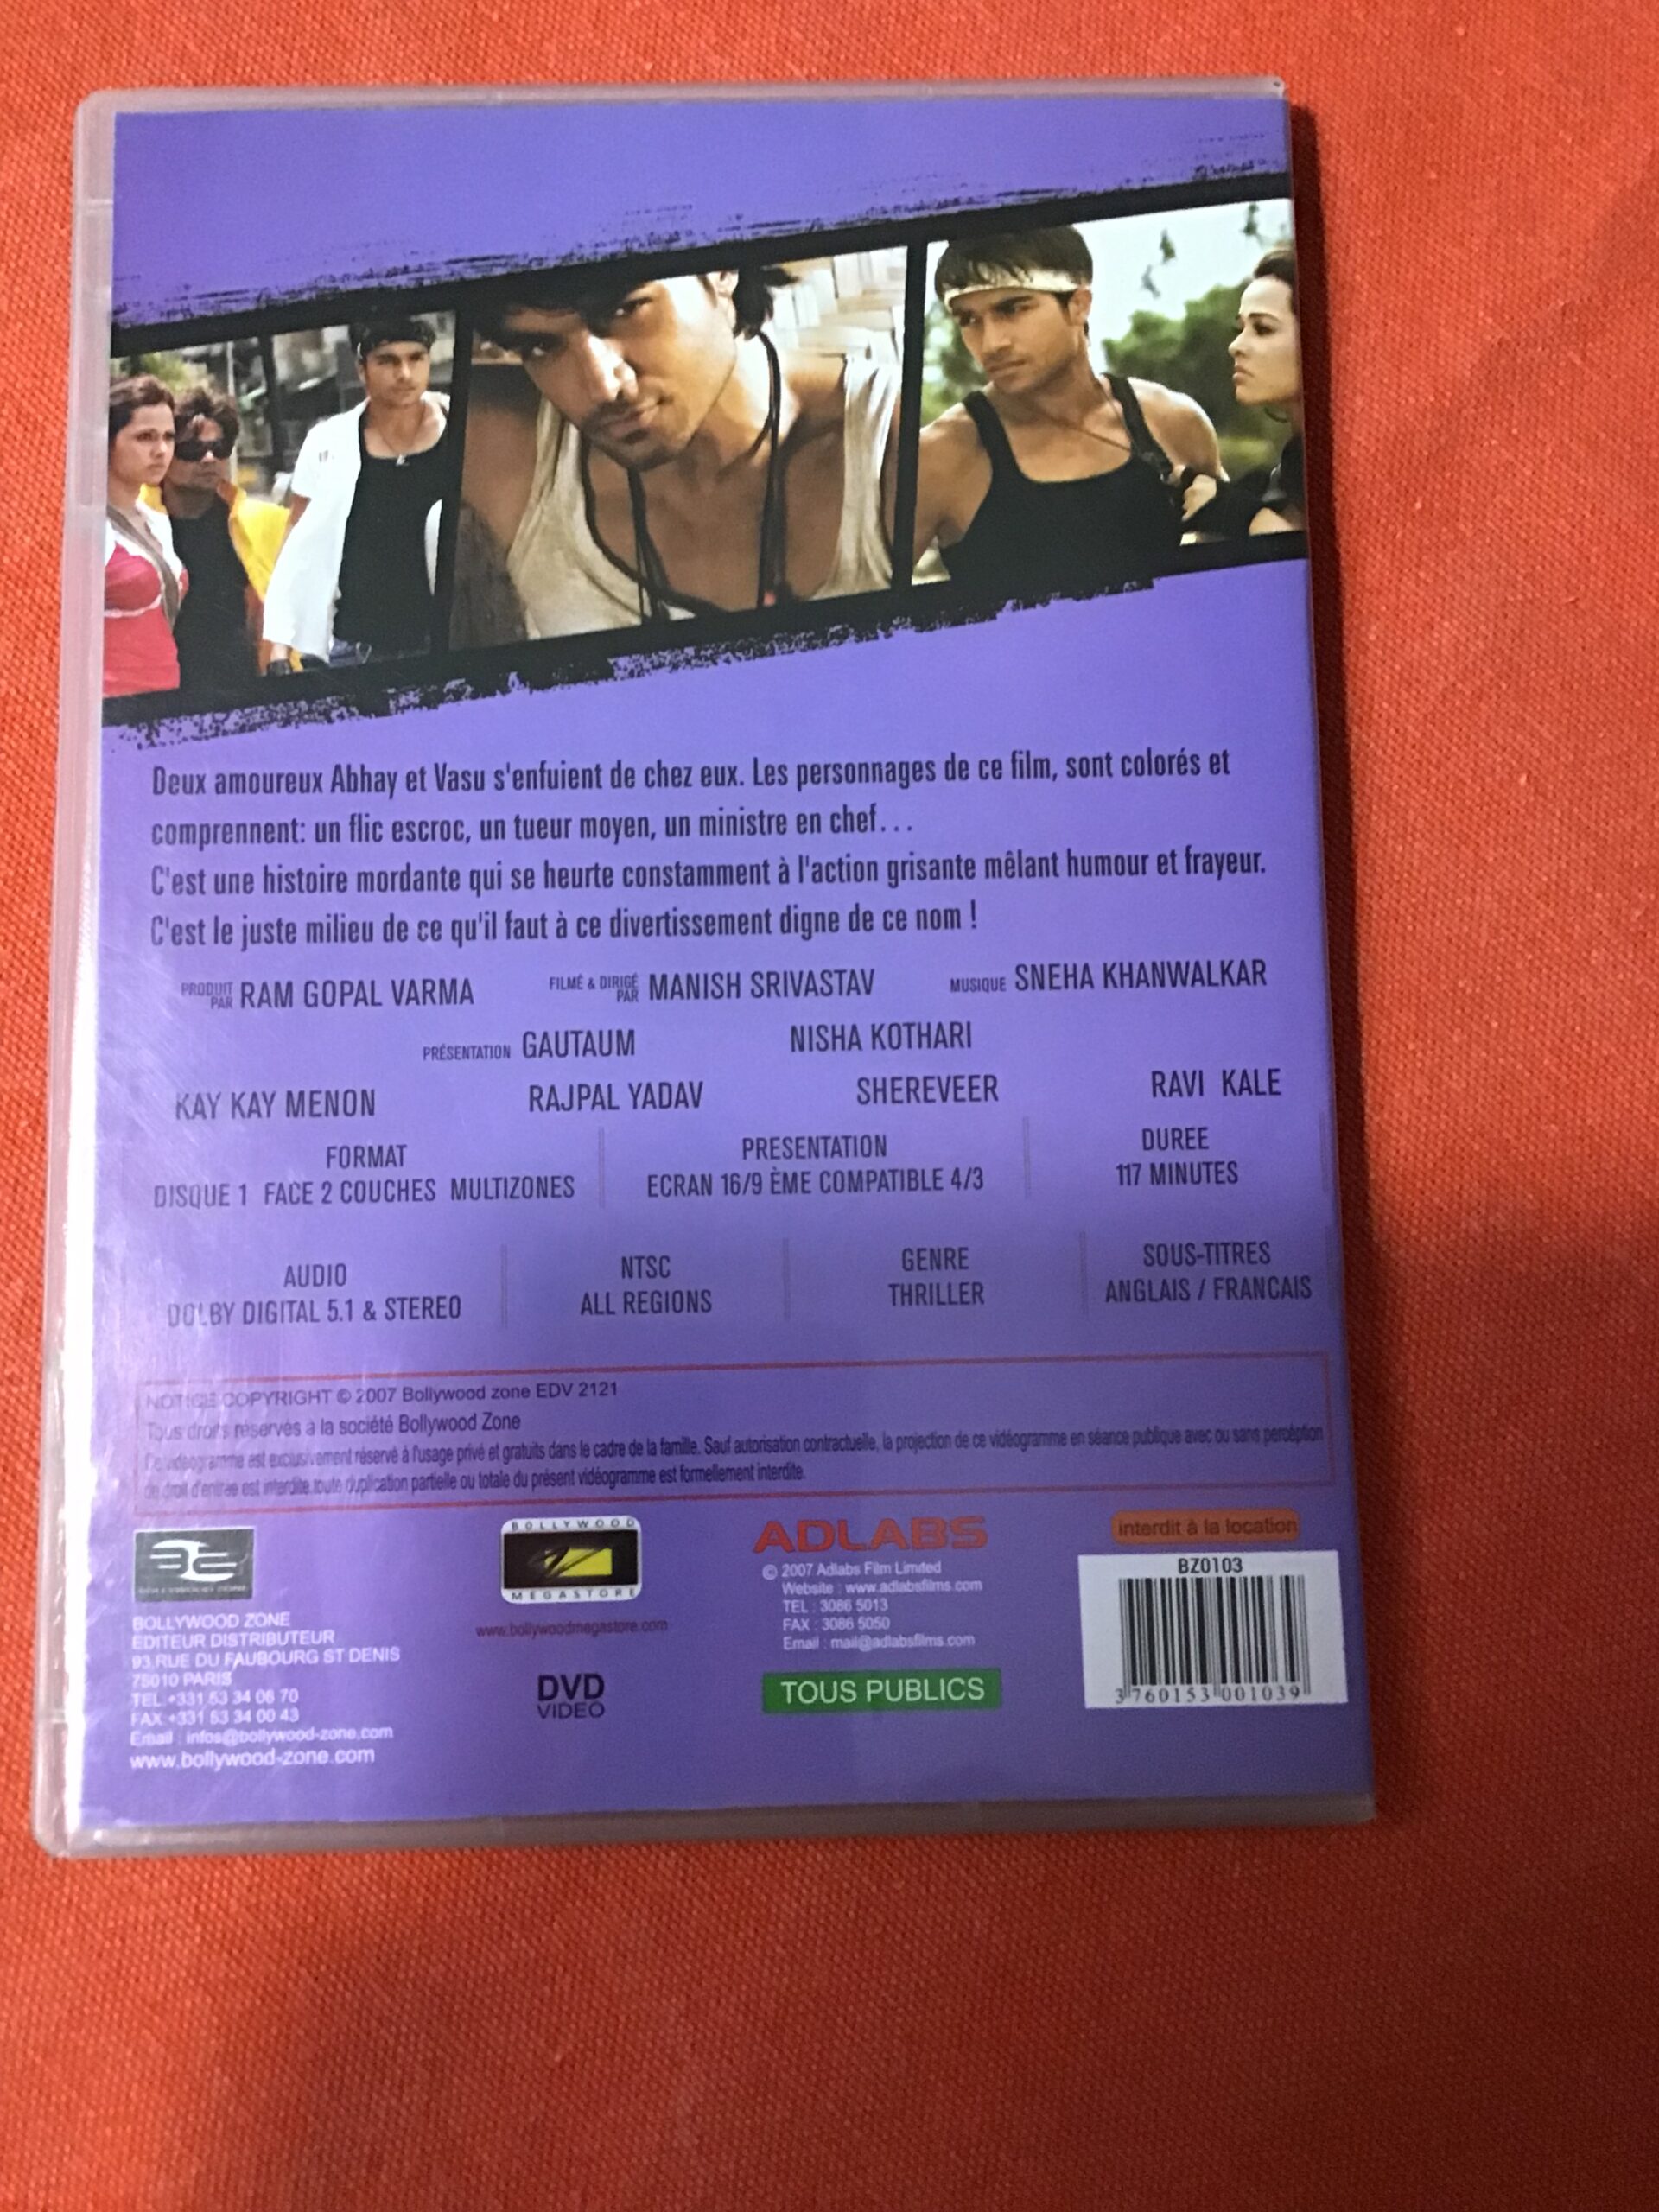 Deux amoureux Abhay et Vasu s'enfuient de chez eux. Les personnages de ce film, sont colorés et
comprennent: un flic escroc, un tueur moyen, un ministre en chef...
C'est une histoire mordante qui se heurte constamment à l'action grisante mêlant humour et frayeur.
C'est le juste milieu de ce qu'il faut à ce divertissement digne de ce nom !
PRODUIT PAR RAM GOPAL VARMA FILMÉ & DIRIGÉ PAR MANISH SRIVASTAV MUSIQUE SNEHA KHANWALKAR
PRÉSENTATION GAUTAUM NISHA KOTHARI
KAY KAY MENON RAJPAL YADAV SHEREVEER RAVI KALE
FORMAT PRESENTATION DUREE
DISQUE 1 FACE 2 COUCHES MULTIZONES ECRAN 16/9 ÈME COMPATIBLE 4/3 117 MINUTES
AUDIO NTSC GENRE SOUS-TITRES
DOLBY DIGITAL 5.1 & STEREO ALL REGIONS THRILLER ANGLAIS / FRANCAIS
NOTICE COPYRIGHT © 2007 Bollywood zone EDV 2121
Tous droits réservés a la société Bollywood Zone
Ce vidéogramme est exclusivement réservé à l'usage privé et gratuits dans le cadre de la famille. Sauf autorisation contractuelle, la projection de ce vidéogramme en séance publique avec ou sans perception
de droit d'entrée est interdite.toute duplication partielle ou totale du présent vidéogramme est formellement interdite.
BOLLYWOOD ZONE
EDITEUR DISTRIBUTEUR
93,RUE DU FAUBOURG ST DENIS
75010 PARIS
TEL +331 53 34 06 70
FAX +331 53 34 00 43
Email : infos@bollywood-zone.com
www.bollywood-zone.com
BOLLYWOOD
MEGASTORE
www.bollywoodmegastore.com
DVD
VIDEO
ADLABS
© 2007 Adlabs Film Limited
Website : www.adlabsfilms.com
TEL : 3086 5013
FAX : 3086 5050
Email : mail@adlabsfilms.com
TOUS PUBLICS
interdit à la location
BZ0103
3 760153 001039